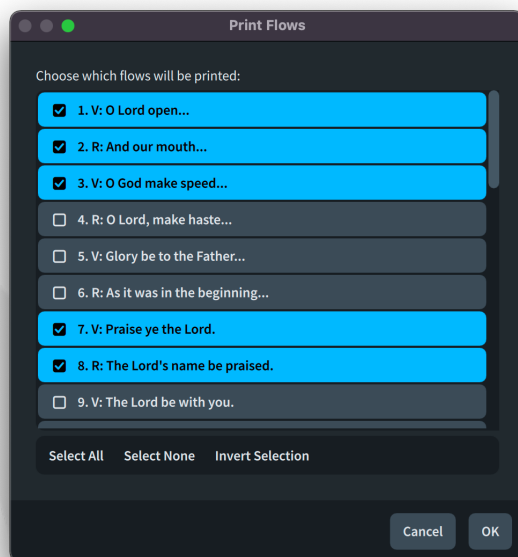 Print Flows
Choose which flows will be printed:
1. V: O Lord open...
2. R: And our mouth...
3. V: O God make speed...
4. R: O Lord, make haste...
5. V: Glory be to the Father...
6. R: As it was in the beginning...
7. V: Praise ye the Lord.
8. R: The Lord's name be praised.
9. V: The Lord be with you.
Select All Select None Invert Selection
Cancel OK